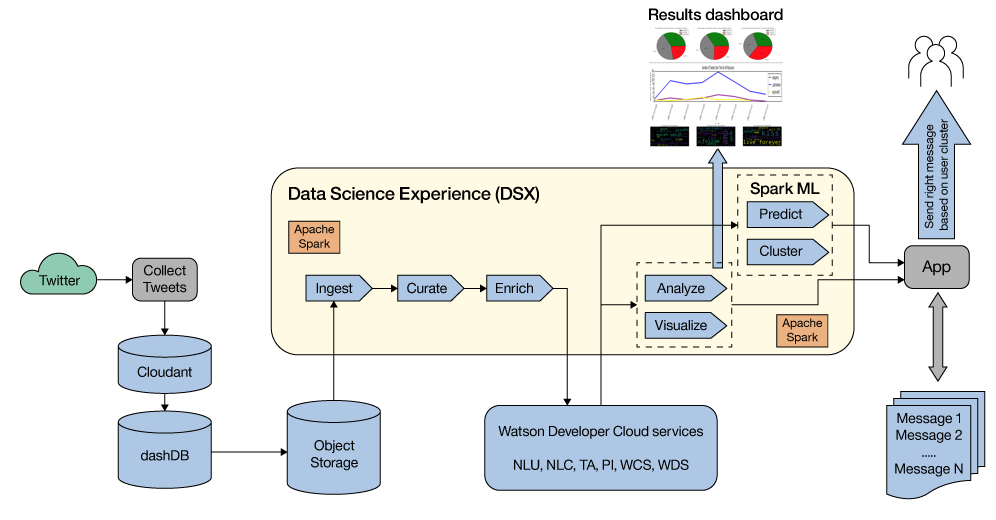 Results dashboard
Send right message
based on user cluster
Data Science Experience (DSX)
Spark ML
Predict
Cluster
Apache
Spark
Twitter
Collect
Tweets
Ingest
Curate
Enrich
Analyze
Visualize
App
Apache
Spark
Cloudant
dashDB
Object
Storage
Watson Developer Cloud services
NLU, NLC, TA, PI, WCS, WDS
Message 1
Message 2
.....
Message N
live forever